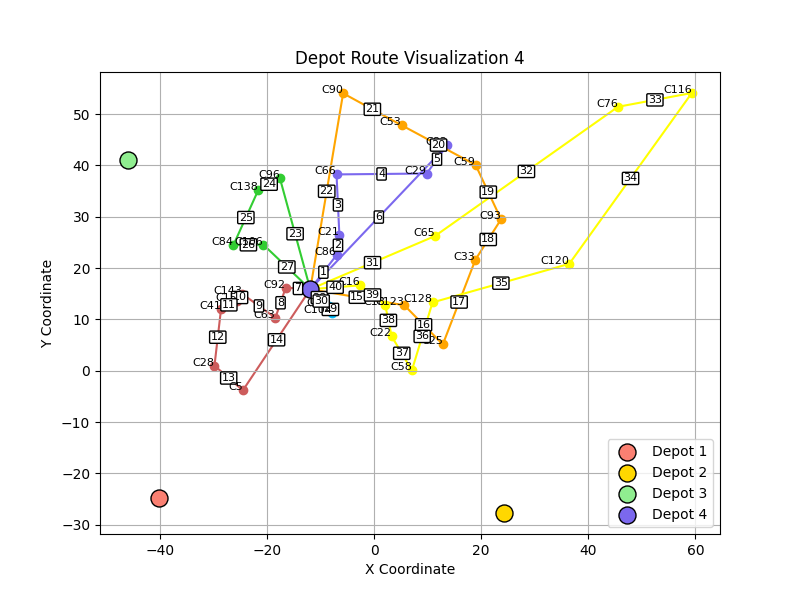 Depot Route Visualization 4
C90
C116
C76
21
33
C53
20
5
C59
C66
4
C29
32
34
C96
24
C138
22
19
3
25
6
C93
23
C21
C65
18
C84
2
C86
C33
31
C120
27
1
C92
7
40
C16
35
C143
39
15
C128
30
17
C41
11
9
8
C63
38
16
12
14
C22
36
37
C28
C58
13
C5
50
40
30
20
10
0
−10
−20
−30
Y Coordinate
−40
−20
0
20
40
60
X Coordinate
Depot 1
Depot 2
Depot 3
Depot 4